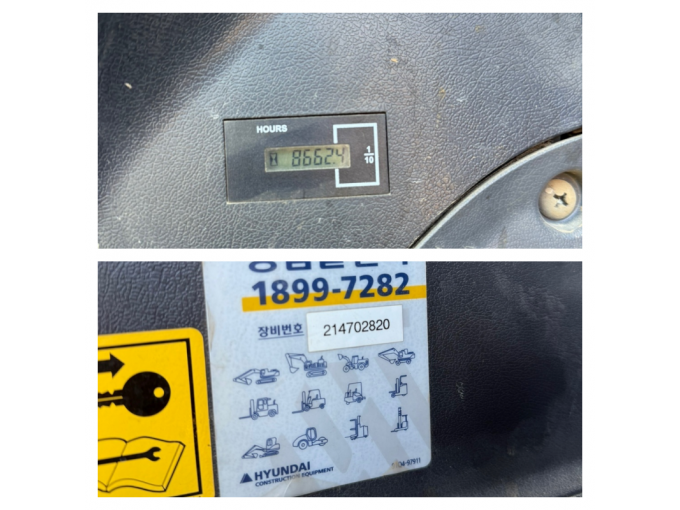 HOURS
8662.4
1
10
1899-7282
장비번호
214702820
HYUNDAI
CONSTRUCTION EQUIPMENT